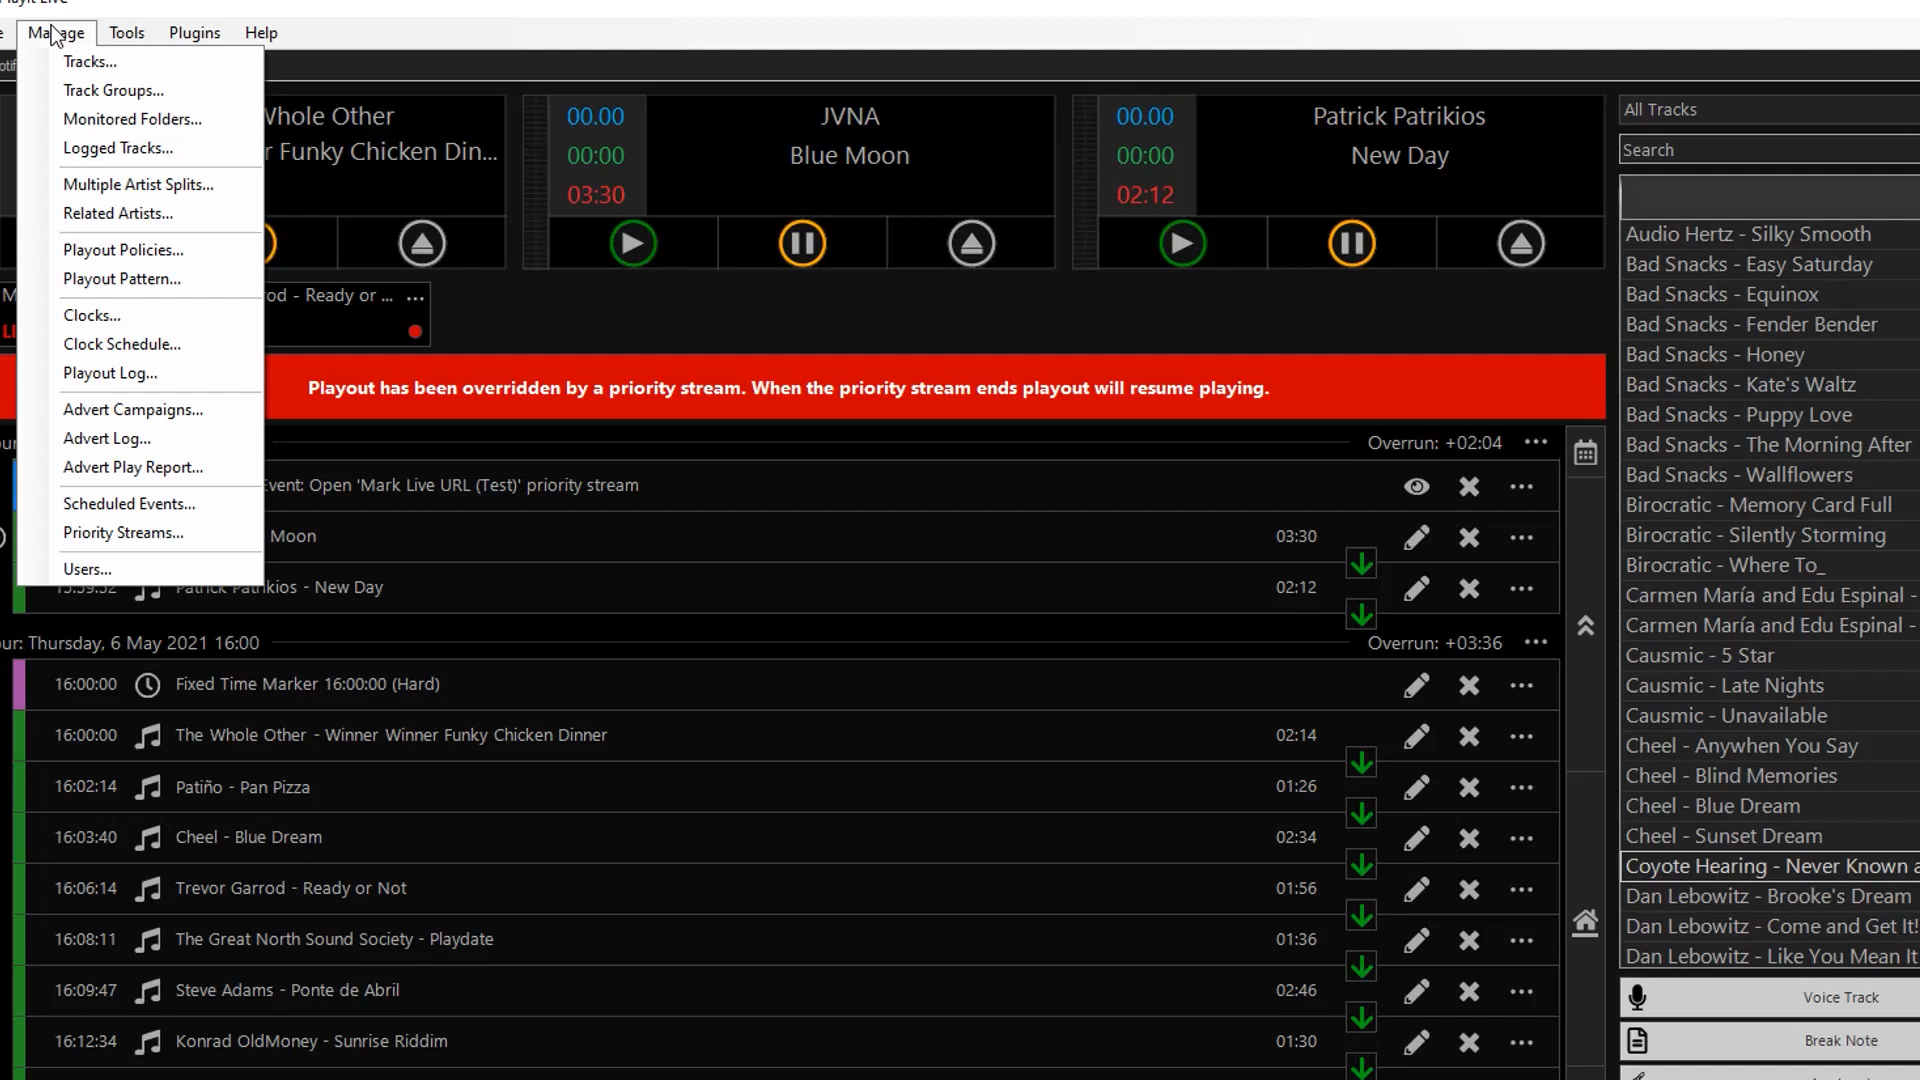 Manage Tools Plugins Help
Tracks...
Track Groups...
Monitored Folders...
Logged Tracks...
Multiple Artist Splits...
Related Artists...
Playout Policies...
Playout Pattern...
Clocks...
Clock Schedule...
Playout Log...
Advert Campaigns...
Advert Log...
Advert Play Report...
Scheduled Events...
Priority Streams...
Users...
Whole Other
r Funky Chicken Din...
00.00
00:00
03:30
JVNA
Blue Moon
00.00
00:00
02:12
Patrick Patrikios
New Day
od - Ready or ... ...
Playout has been overridden by a priority stream. When the priority stream ends playout will resume playing.
Overrun: +02:04 ...
Event: Open 'Mark Live URL (Test)' priority stream ...
Moon 03:30 ...
Patrick Patrikios - New Day 02:12 ...
our: Thursday, 6 May 2021 16:00 Overrun: +03:36 ...
16:00:00 Fixed Time Marker 16:00:00 (Hard) ...
16:00:00 The Whole Other - Winner Winner Funky Chicken Dinner 02:14 ...
16:02:14 Patiño - Pan Pizza 01:26 ...
16:03:40 Cheel - Blue Dream 02:34 ...
16:06:14 Trevor Garrod - Ready or Not 01:56 ...
16:08:11 The Great North Sound Society - Playdate 01:36 ...
16:09:47 Steve Adams - Ponte de Abril 02:46 ...
16:12:34 Konrad OldMoney - Sunrise Riddim 01:30 ...
All Tracks
Search
Audio Hertz - Silky Smooth
Bad Snacks - Easy Saturday
Bad Snacks - Equinox
Bad Snacks - Fender Bender
Bad Snacks - Honey
Bad Snacks - Kate's Waltz
Bad Snacks - Puppy Love
Bad Snacks - The Morning After
Bad Snacks - Wallflowers
Birocratic - Memory Card Full
Birocratic - Silently Storming
Birocratic - Where To_
Carmen María and Edu Espinal -
Carmen María and Edu Espinal -
Causmic - 5 Star
Causmic - Late Nights
Causmic - Unavailable
Cheel - Anywhen You Say
Cheel - Blind Memories
Cheel - Blue Dream
Cheel - Sunset Dream
Coyote Hearing - Never Known a
Dan Lebowitz - Brooke's Dream
Dan Lebowitz - Come and Get It!
Dan Lebowitz - Like You Mean It
Voice Track
Break Note